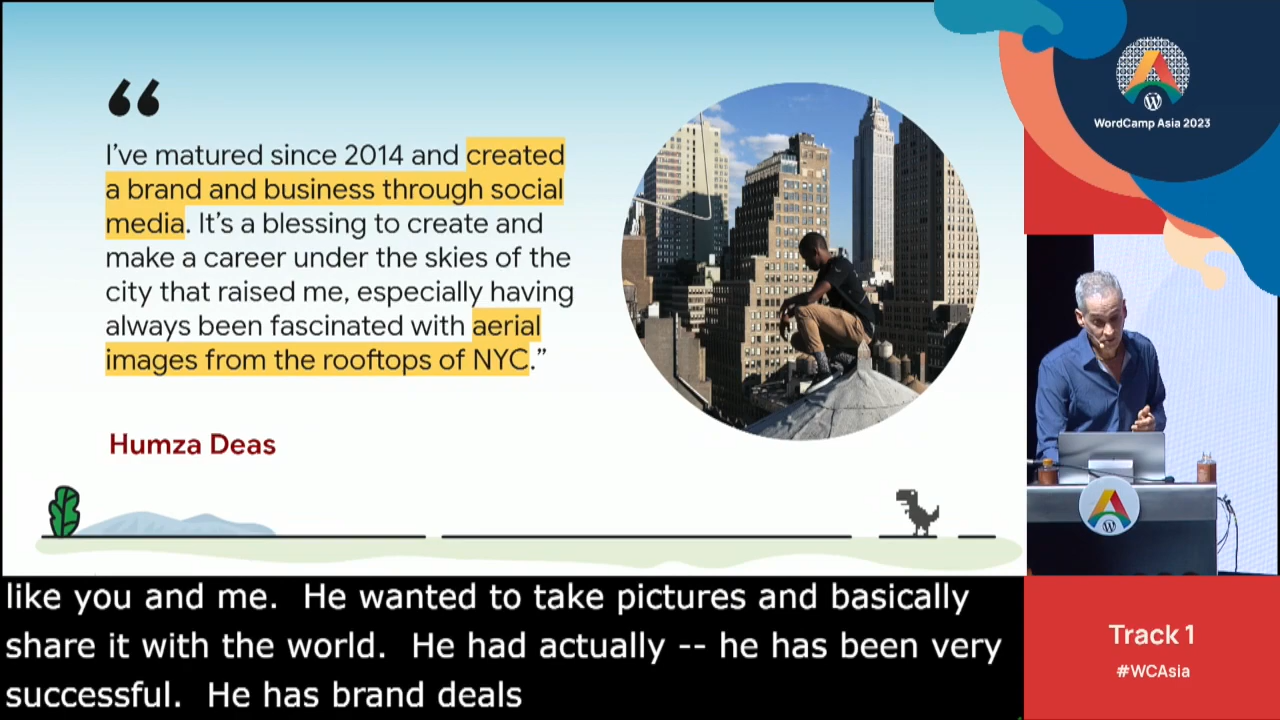 “
I’ve matured since 2014 and created
a brand and business through social
media. It’s a blessing to create and
make a career under the skies of the
city that raised me, especially having
always been fascinated with aerial
images from the rooftops of NYC.”
Humza Deas
WordCamp Asia 2023
like you and me.  He wanted to take pictures and basically
share it with the world.  He had actually -- he has been very
successful.  He has brand deals
Track 1
#WCAsia